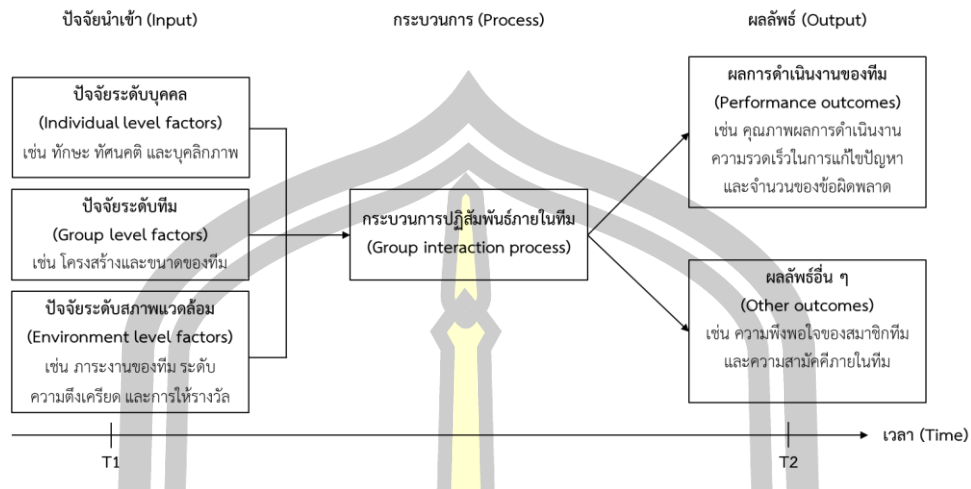 ปัจจัยนำเข้า (Input)
กระบวนการ (Process)
ผลลัพธ์ (Output)
ปัจจัยระดับบุคคล
(Individual level factors)
เช่น ทักษะ ทัศนคติ และบุคลิกภาพ
ปัจจัยระดับทีม
(Group level factors)
เช่น โครงสร้างและขนาดของทีม
ปัจจัยระดับสภาพแวดล้อม
(Environment level factors)
เช่น ภาระงานของทีม ระดับ
ความตึงเครียด และการให้รางวัล
กระบวนการปฏิสัมพันธ์ภายในทีม
(Group interaction process)
ผลการดำเนินงานของทีม
(Performance outcomes)
เช่น คุณภาพผลการดำเนินงาน
ความรวดเร็วในการแก้ไขปัญหา
และจำนวนของข้อผิดพลาด
ผลลัพธ์อื่น ๆ
(Other outcomes)
เช่น ความพึงพอใจของสมาชิกทีม
และความสามัคคีภายในทีม
เวลา (Time)
T1
T2